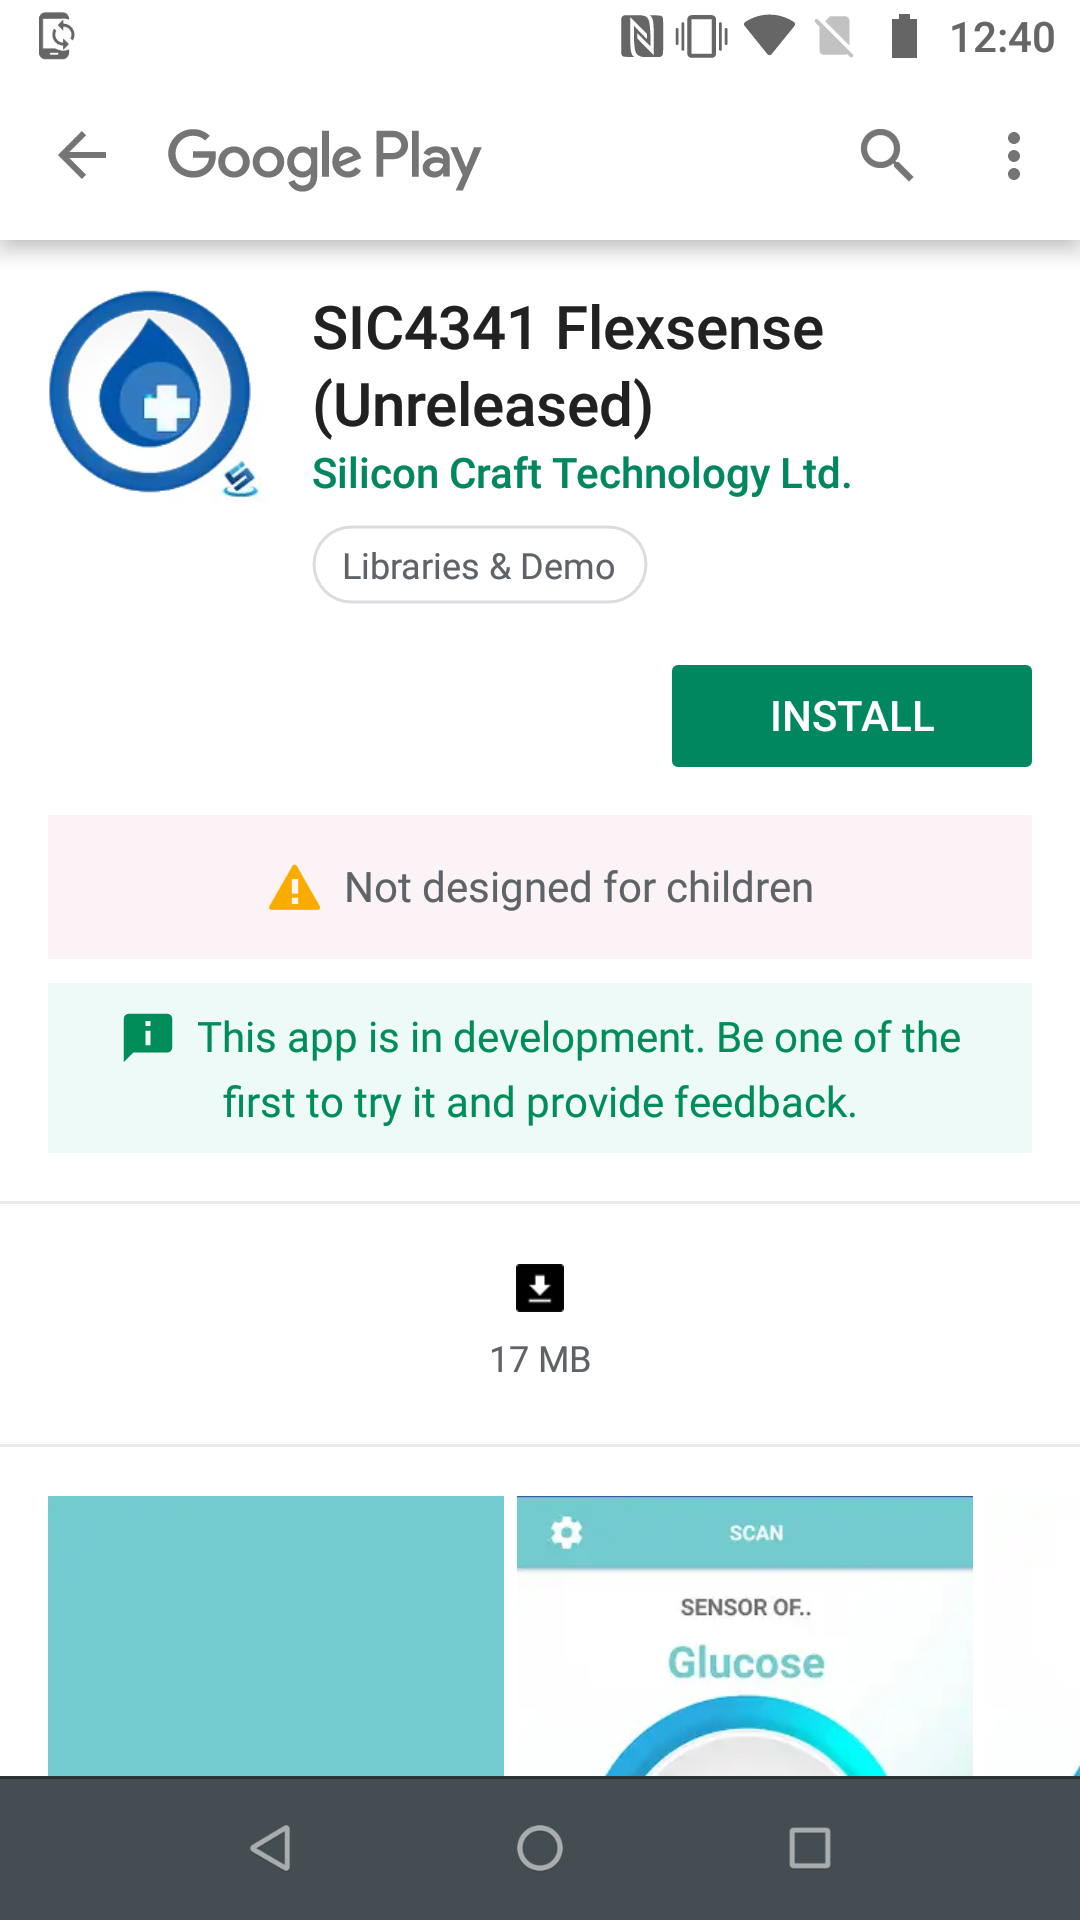 12:40
Google Play
SIC4341 Flexsense
(Unreleased)
Silicon Craft Technology Ltd.
Libraries & Demo
INSTALL
Not designed for children
This app is in development. Be one of the
first to try it and provide feedback.
17 MB
SCAN
SENSOR OF..
Glucose